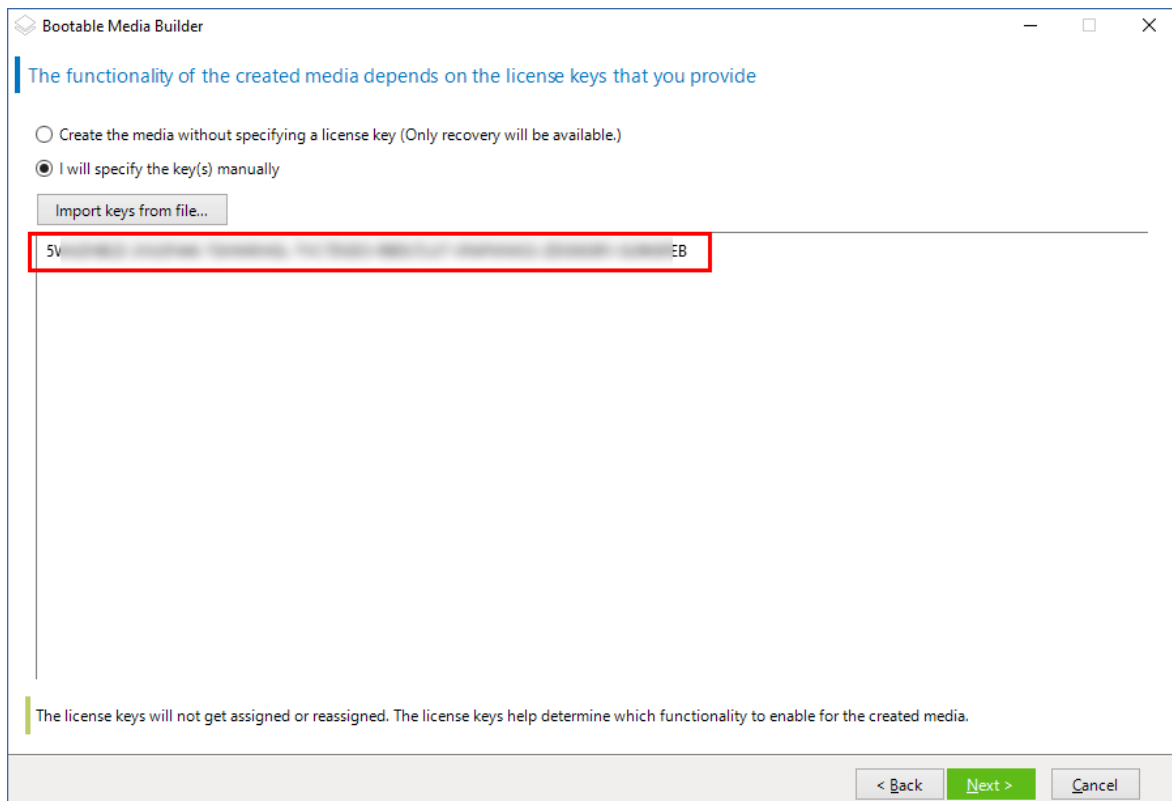 Bootable Media Builder
The functionality of the created media depends on the license keys that you provide
Create the media without specifying a license key (Only recovery will be available.)
I will specify the key(s) manually
Import keys from file...
5V EB
The license keys will not get assigned or reassigned. The license keys help determine which functionality to enable for the created media.
< Back Next > Cancel